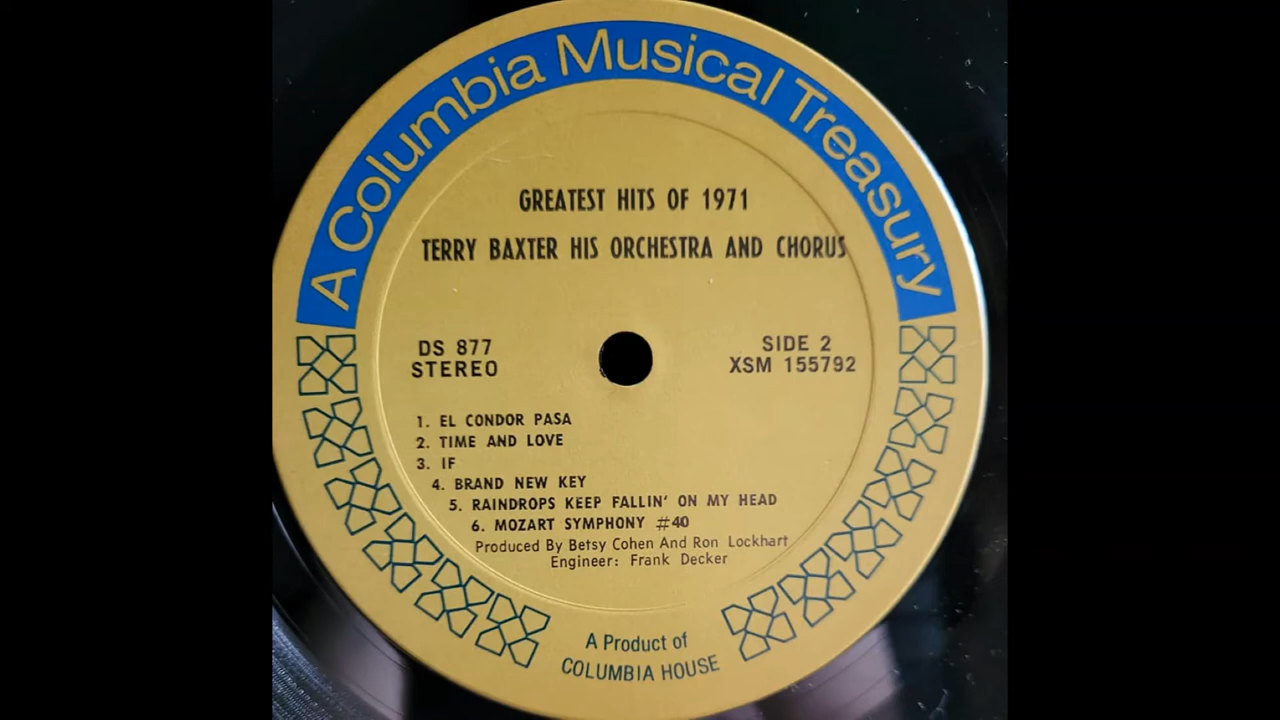 A Columbia Musical Treasury
GREATEST HITS OF 1971
TERRY BAXTER HIS ORCHESTRA AND CHORUS
DS 877
STEREO
SIDE 2
XSM 155792
1. EL CONDOR PASA
2. TIME AND LOVE
3. IF
4. BRAND NEW KEY
5. RAINDROPS KEEP FALLIN' ON MY HEAD
6. MOZART SYMPHONY #40
Produced By Betsy Cohen And Ron Lockhart
Engineer: Frank Decker
A Product of
COLUMBIA HOUSE